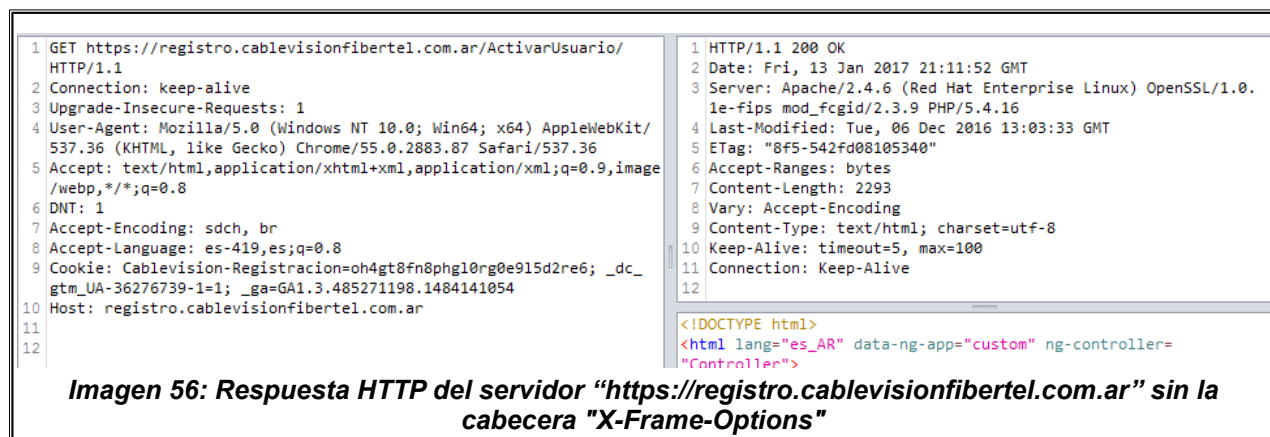 1 GET https://registro.cablevisionfibertel.com.ar/ActivarUsuario/
HTTP/1.1
2 Connection: keep-alive
3 Upgrade-Insecure-Requests: 1
4 User-Agent: Mozilla/5.0 (Windows NT 10.0; Win64; x64) AppleWebKit/
537.36 (KHTML, like Gecko) Chrome/55.0.2883.87 Safari/537.36
5 Accept: text/html,application/xhtml+xml,application/xml;q=0.9,image
/webp,*/*;q=0.8
6 DNT: 1
7 Accept-Encoding: sdch, br
8 Accept-Language: es-419,es;q=0.8
9 Cookie: Cablevision-Registracion=oh4gt8fn8phgl0rg0e9l5d2re6; _dc_
gtm_UA-36276739-1=1; _ga=GA1.3.485271198.1484141054
10 Host: registro.cablevisionfibertel.com.ar
11
12
1 HTTP/1.1 200 OK
2 Date: Fri, 13 Jan 2017 21:11:52 GMT
3 Server: Apache/2.4.6 (Red Hat Enterprise Linux) OpenSSL/1.0.
1e-fips mod_fcgid/2.3.9 PHP/5.4.16
4 Last-Modified: Tue, 06 Dec 2016 13:03:33 GMT
5 ETag: "8f5-542fd08105340"
6 Accept-Ranges: bytes
7 Content-Length: 2293
8 Vary: Accept-Encoding
9 Content-Type: text/html; charset=utf-8
10 Keep-Alive: timeout=5, max=100
11 Connection: Keep-Alive
12
<!DOCTYPE html>
<html lang="es_AR" data-ng-app="custom" ng-controller=
"Controller">
Imagen 56: Respuesta HTTP del servidor “https://registro.cablevisionfibertel.com.ar” sin la
cabecera "X-Frame-Options"